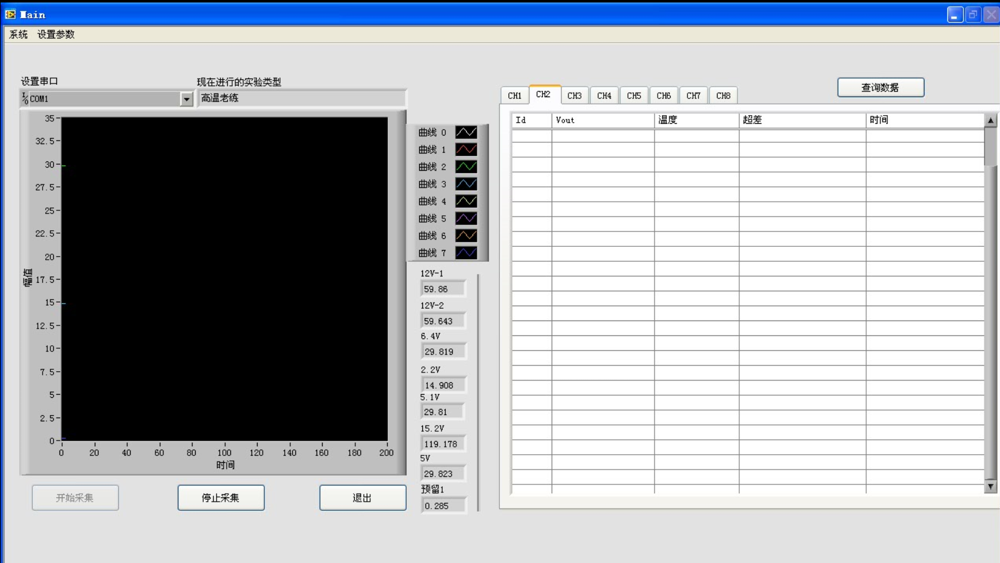 Main
系统 设置参数
设置串口
现在进行的实验类型
COM1
高温老练
35
32.5
30
27.5
25
22.5
20
17.5
15
12.5
10
7.5
5
2.5
0
幅值
0 20 40 60 80 100 120 140 160 180 200
时间
曲线 0
曲线 1
曲线 2
曲线 3
曲线 4
曲线 5
曲线 6
曲线 7
12V-1
59.86
12V-2
59.643
6.4V
29.819
2.2V
14.908
5.1V
29.81
15.2V
119.178
5V
29.823
预留1
0.285
开始采集
停止采集
退出
查询数据
CH1 CH2 CH3 CH4 CH5 CH6 CH7 CH8
Id Vout 温度 超差 时间